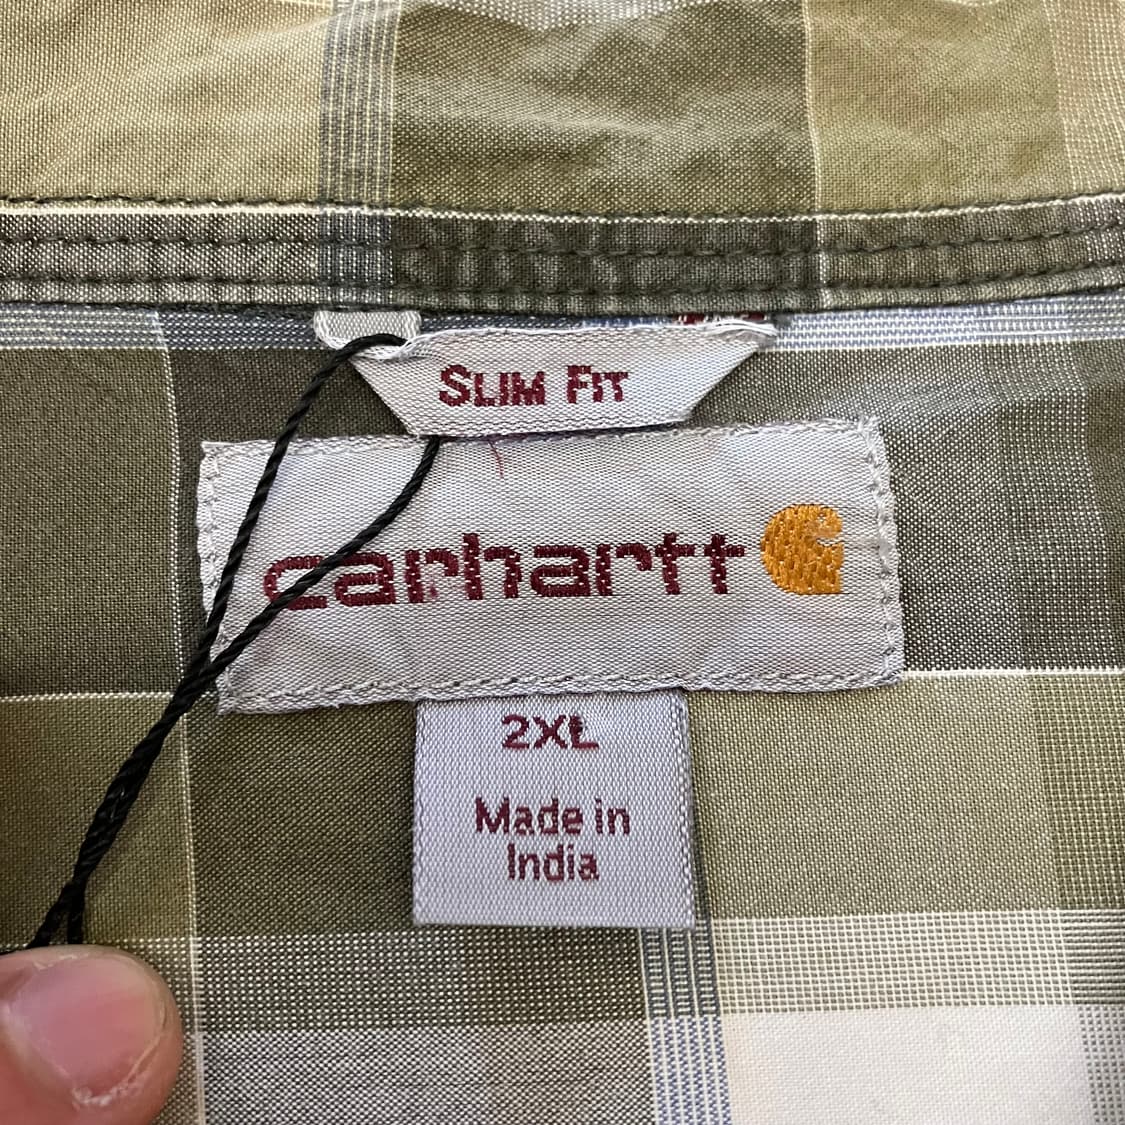 SLIM FIT
carhartt
2XL
Made in
India